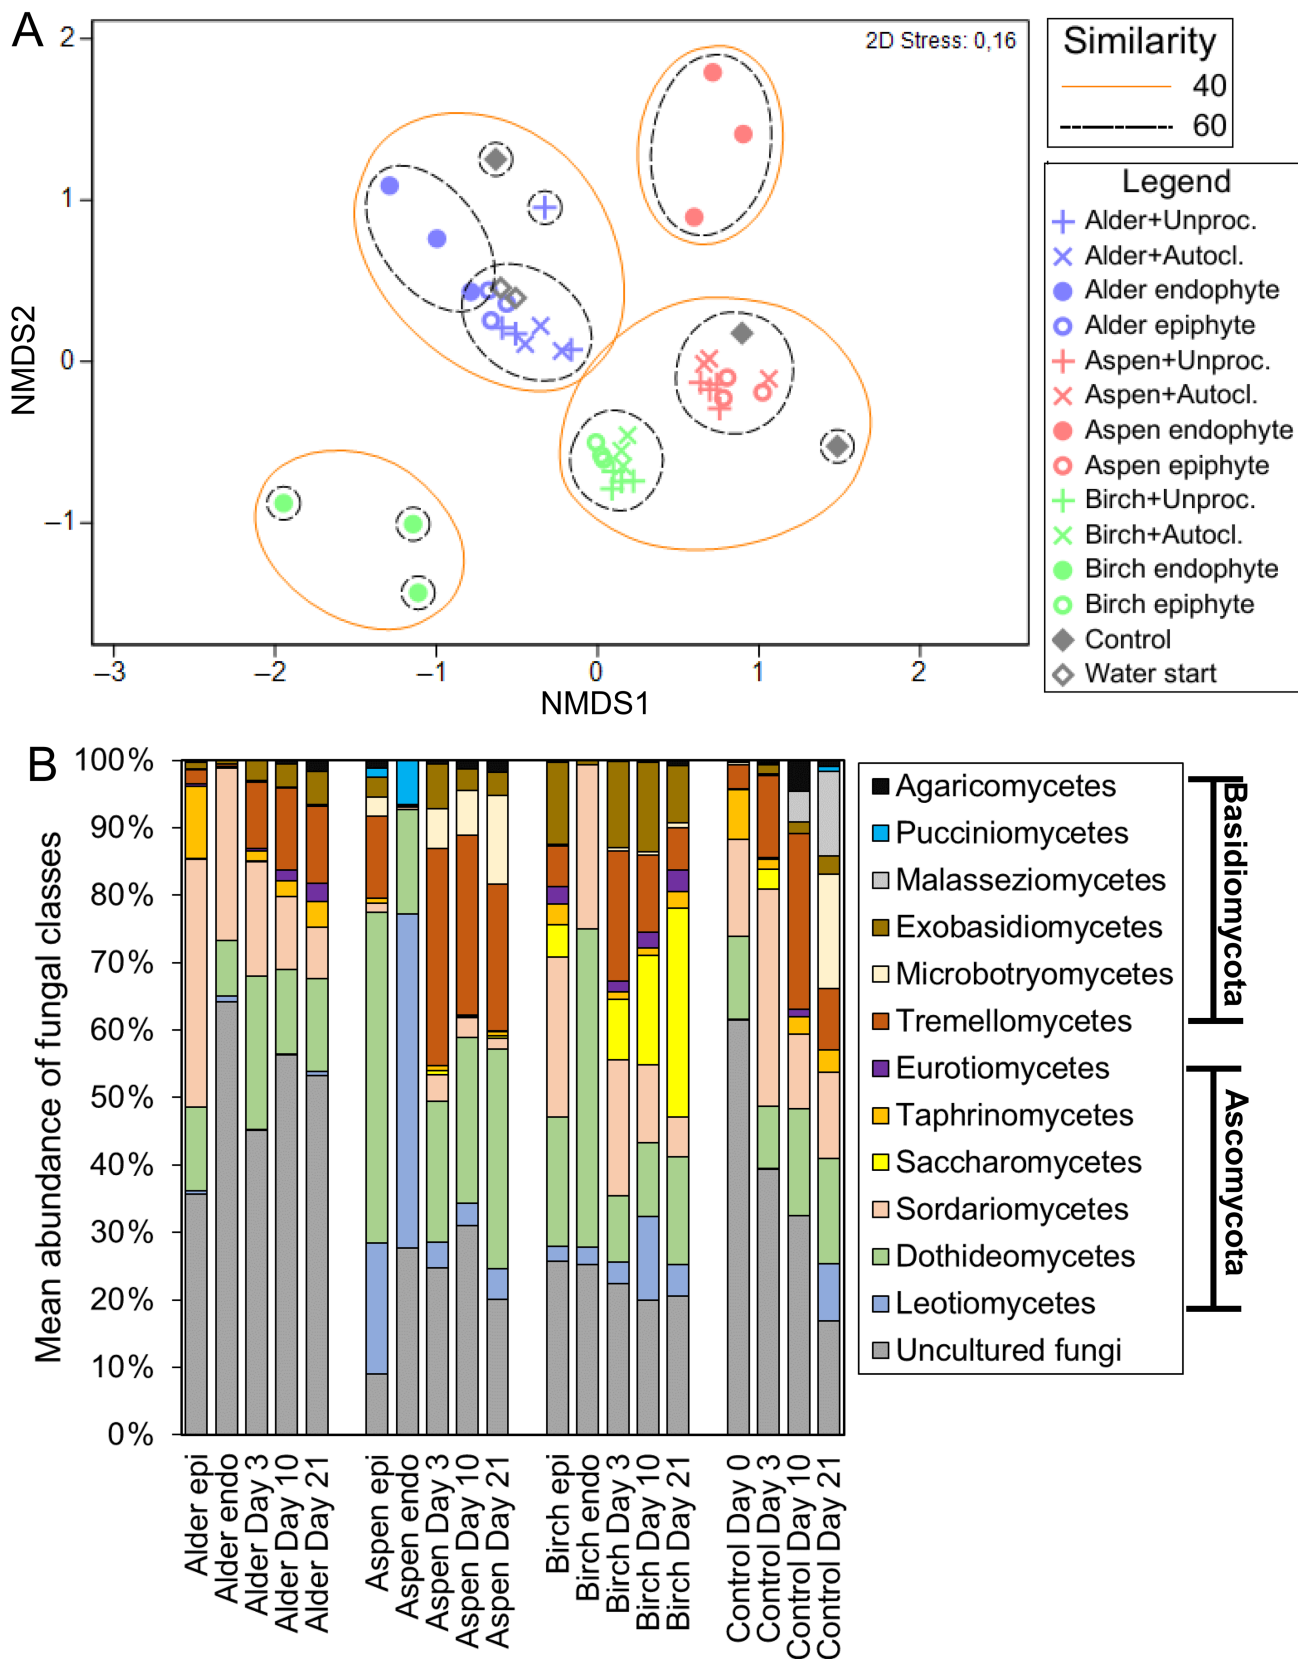 A
2D Stress: 0,16
2
1
0
−1
NMDS2
−3
−2
−1
0
1
2
NMDS1
Similarity
40
60
Legend
Alder+Unproc.
Alder+Autocl.
Alder endophyte
Alder epiphyte
Aspen+Unproc.
Aspen+Autocl.
Aspen endophyte
Aspen epiphyte
Birch+Unproc.
Birch+Autocl.
Birch endophyte
Birch epiphyte
Control
Water start
B
Mean abundance of fungal classes
100%
90%
80%
70%
60%
50%
40%
30%
20%
10%
0%
Alder epi
Alder endo
Alder Day 3
Alder Day 10
Alder Day 21
Aspen epi
Aspen endo
Aspen Day 3
Aspen Day 10
Aspen Day 21
Birch epi
Birch endo
Birch Day 3
Birch Day 10
Birch Day 21
Control Day 0
Control Day 3
Control Day 10
Control Day 21
Agaricomycetes
Pucciniomycetes
Malasseziomycetes
Exobasidiomycetes
Microbotryomycetes
Tremellomycetes
Eurotiomycetes
Taphrinomycetes
Saccharomycetes
Sordariomycetes
Dothideomycetes
Leotiomycetes
Uncultured fungi
Basidiomycota
Ascomycota